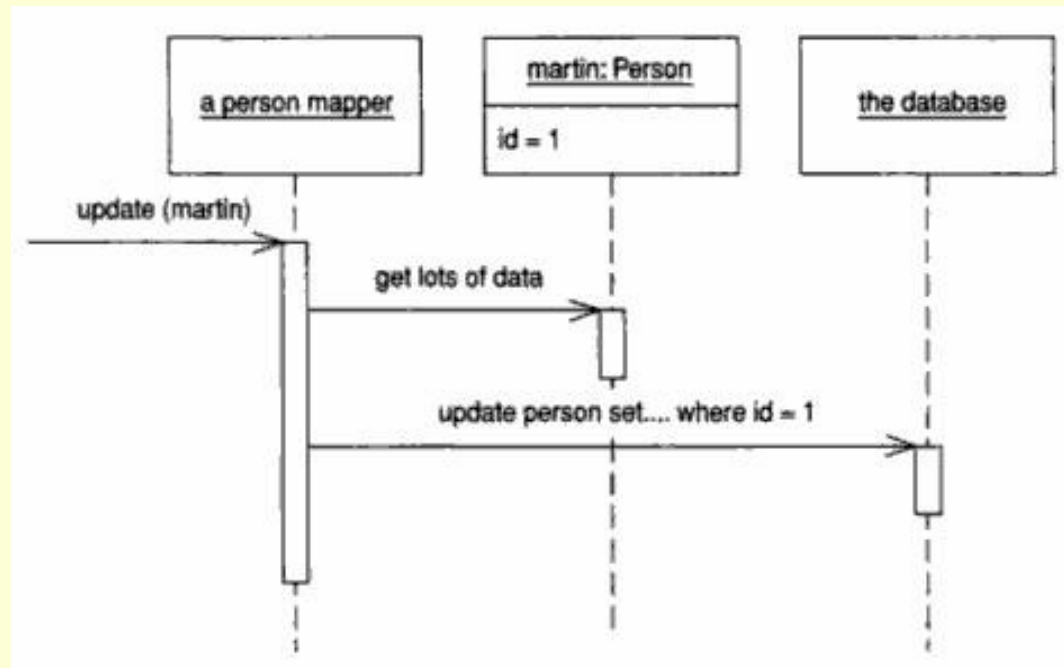 a person mapper
martin: Person
id = 1
the database
update (martin)
get lots of data
update person set.... where id = 1